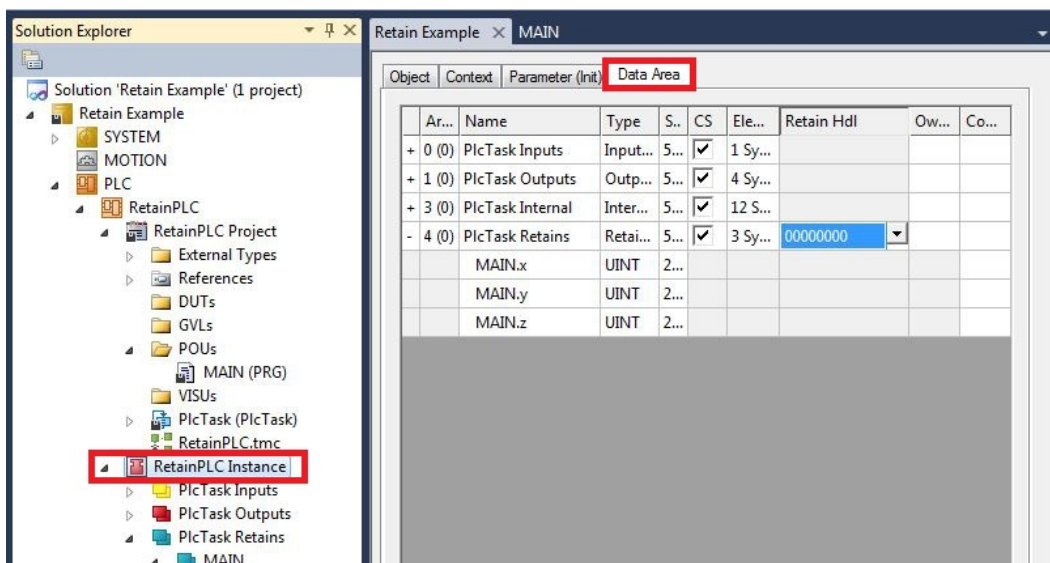 Solution Explorer
Solution 'Retain Example' (1 project)
Retain Example
SYSTEM
MOTION
PLC
RetainPLC
RetainPLC Project
External Types
References
DUTs
GVLs
POUs
MAIN (PRG)
VISUs
PlcTask (PlcTask)
RetainPLC.tmc
RetainPLC Instance
PlcTask Inputs
PlcTask Outputs
PlcTask Retains
MAIN
Retain Example MAIN
Object Context Parameter (Init) Data Area
Ar... Name Type S.. CS Ele... Retain Hdl Ow... Co...
+ 0 (0) PlcTask Inputs Input... 5... 1 Sy...
+ 1 (0) PlcTask Outputs Outp... 5... 4 Sy...
+ 3 (0) PlcTask Internal Inter... 5... 12 S...
- 4 (0) PlcTask Retains Retai... 5... 3 Sy... 00000000
MAIN.x UINT 2...
MAIN.y UINT 2...
MAIN.z UINT 2...